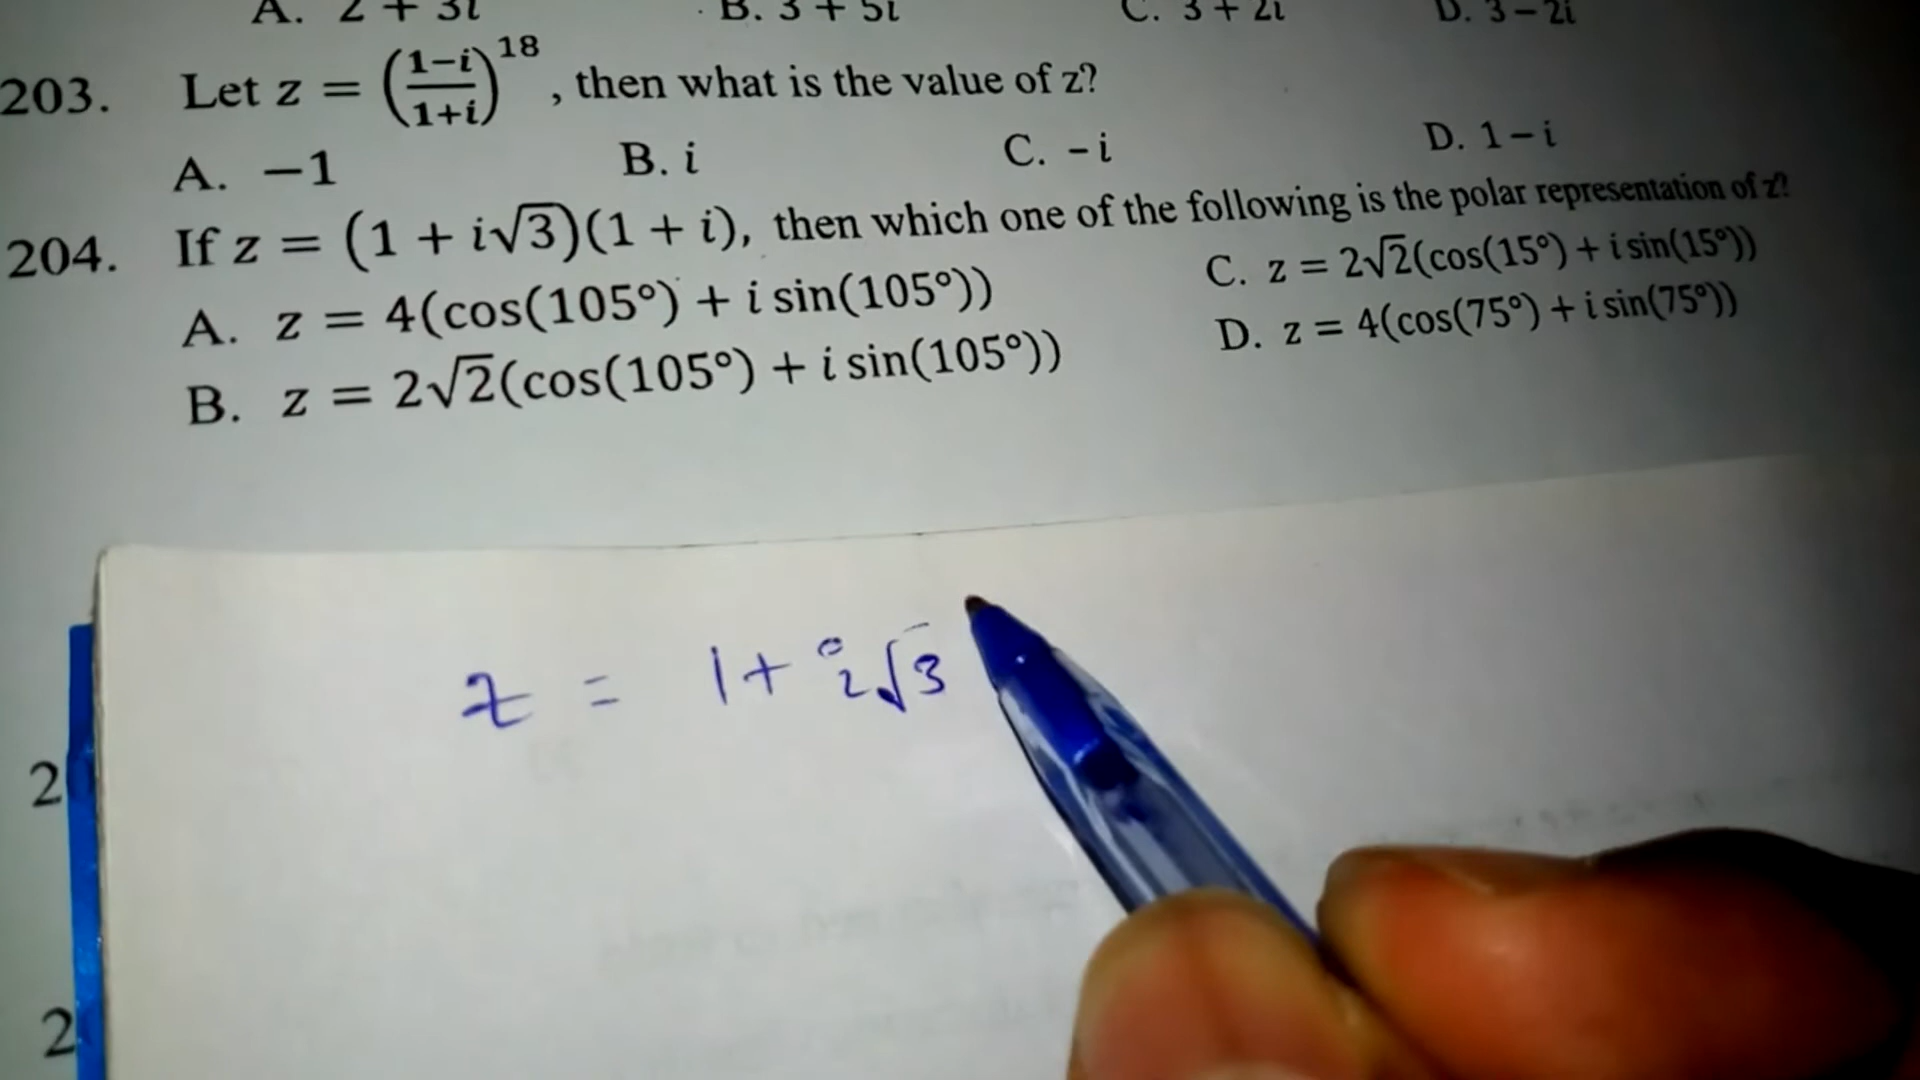 A. 2 + 3i B. 3 + 5i C. 3 + 2i D. 3 – 2i
203. Let z = ((1−i)/(1+i))^18, then what is the value of z?
A. −1 B. i C. – i D. 1 – i
204. If z = (1 + i√3)(1 + i), then which one of the following is the polar representation of z?
A. z = 4(cos(105°) + i sin(105°)) C. z = 2√2(cos(15°) + i sin(15°))
B. z = 2√2(cos(105°) + i sin(105°)) D. z = 4(cos(75°) + i sin(75°))
z = 1 + i√3
2
2